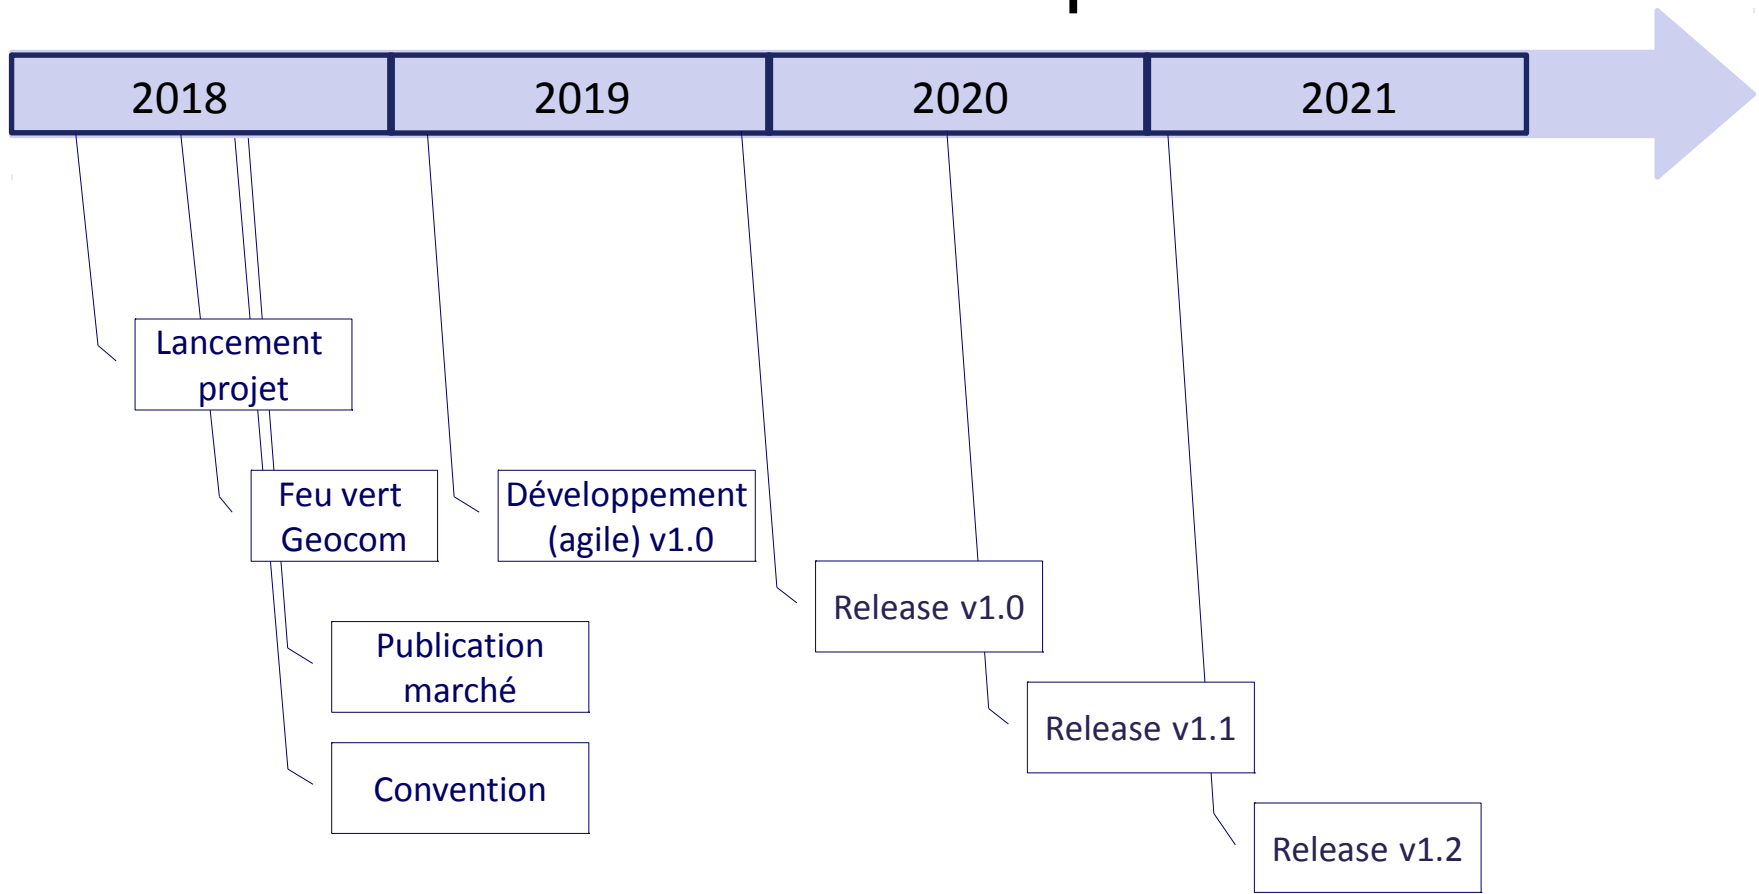 2018
2019
2020
2021
Lancement
projet
Feu vert
Geocom
Développement
(agile) v1.0
Release v1.0
Publication
marché
Release v1.1
Convention
Release v1.2